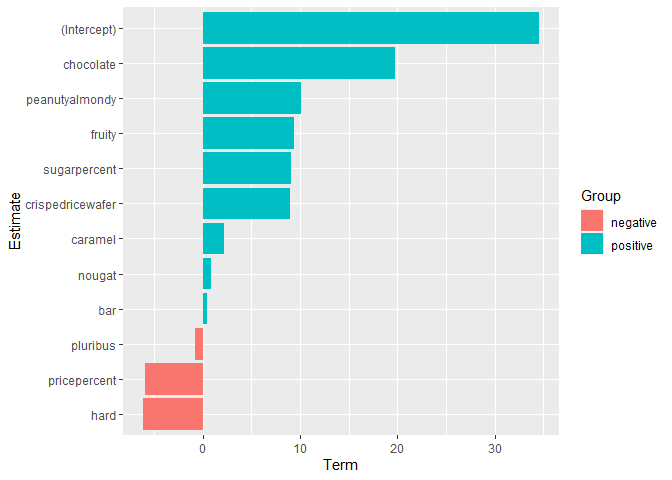 (Intercept)
chocolate
peanutyalmondy
fruity
sugarpercent
crispedricewafer
caramel
nougat
bar
pluribus
pricepercent
hard
Estimate
0 10 20 30
Term
Group
negative
positive